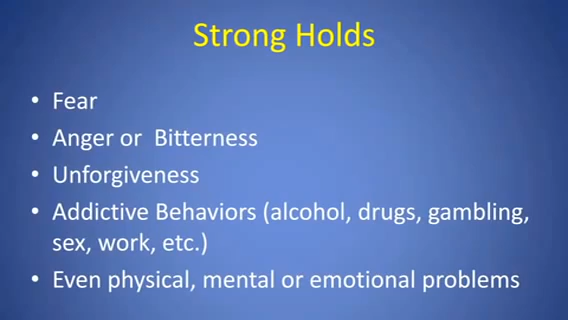 Strong Holds
• Fear
• Anger or  Bitterness
• Unforgiveness
• Addictive Behaviors (alcohol, drugs, gambling,
sex, work, etc.)
• Even physical, mental or emotional problems